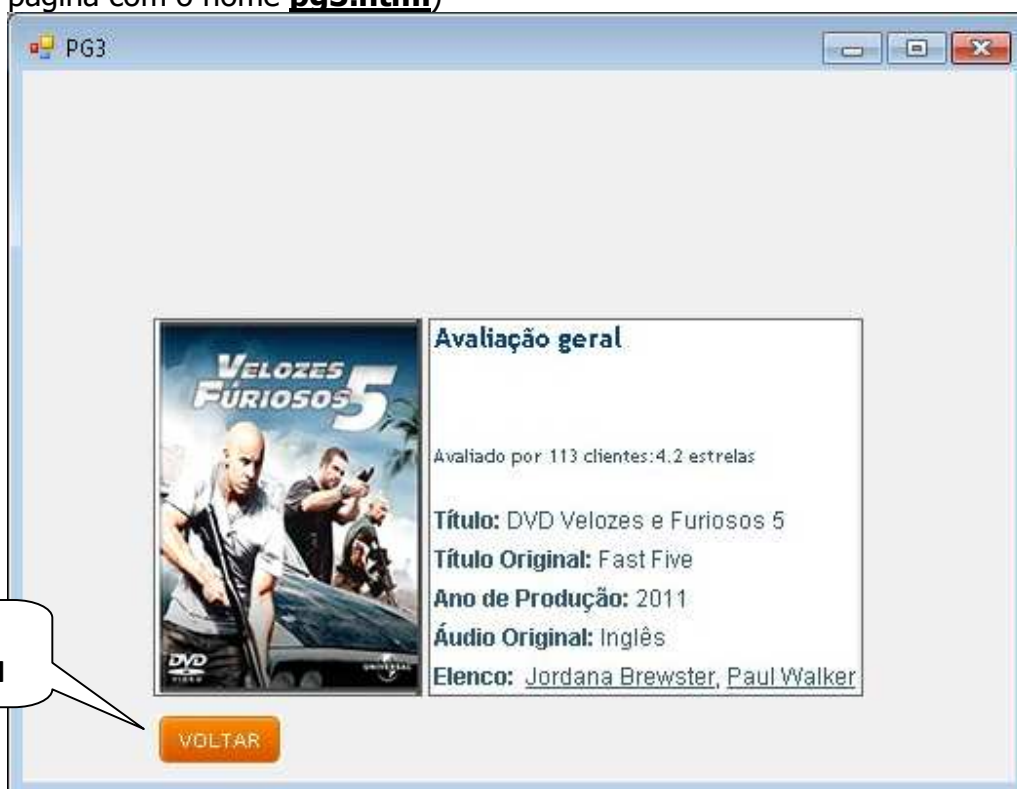 página com o nome pg3.html)
PG3
VELOZES
FURIOSOS 5
DVD
VIDEO
UNIVERSAL
Avaliação geral
Avaliado por 113 clientes:4.2 estrelas
Título: DVD Velozes e Furiosos 5
Título Original: Fast Five
Ano de Produção: 2011
Áudio Original: Inglês
Elenco: Jordana Brewster, Paul Walker
VOLTAR